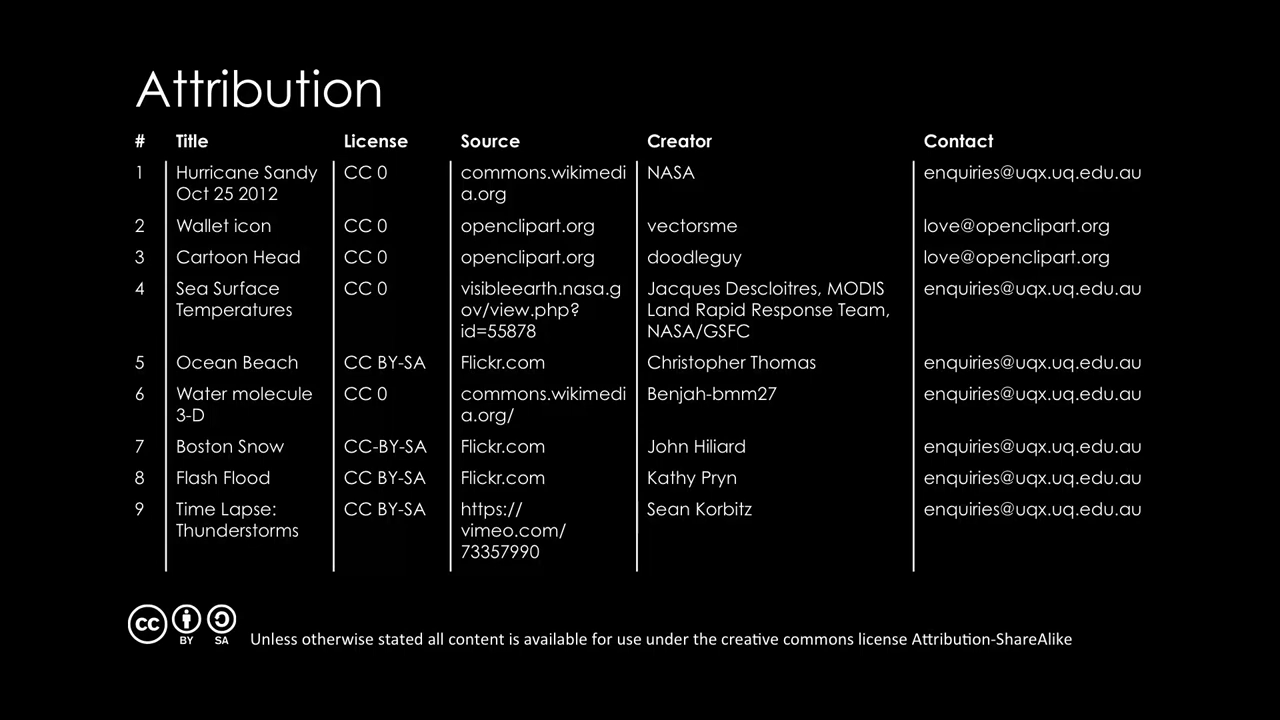 Attribution
# Title License Source Creator Contact
1 Hurricane Sandy CC 0 commons.wikimedi NASA enquiries@uqx.uq.edu.au
Oct 25 2012 a.org
2 Wallet icon CC 0 openclipart.org vectorsme love@openclipart.org
3 Cartoon Head CC 0 openclipart.org doodleguy love@openclipart.org
4 Sea Surface CC 0 visibleearth.nasa.g Jacques Descloitres, MODIS enquiries@uqx.uq.edu.au
Temperatures ov/view.php? Land Rapid Response Team,
id=55878 NASA/GSFC
5 Ocean Beach CC BY-SA Flickr.com Christopher Thomas enquiries@uqx.uq.edu.au
6 Water molecule CC 0 commons.wikimedi Benjah-bmm27 enquiries@uqx.uq.edu.au
3-D a.org/
7 Boston Snow CC-BY-SA Flickr.com John Hiliard enquiries@uqx.uq.edu.au
8 Flash Flood CC BY-SA Flickr.com Kathy Pryn enquiries@uqx.uq.edu.au
9 Time Lapse: CC BY-SA https:// Sean Korbitz enquiries@uqx.uq.edu.au
Thunderstorms vimeo.com/
73357990
cc BY SA Unless otherwise stated all content is available for use under the creative commons license Attribution-ShareAlike